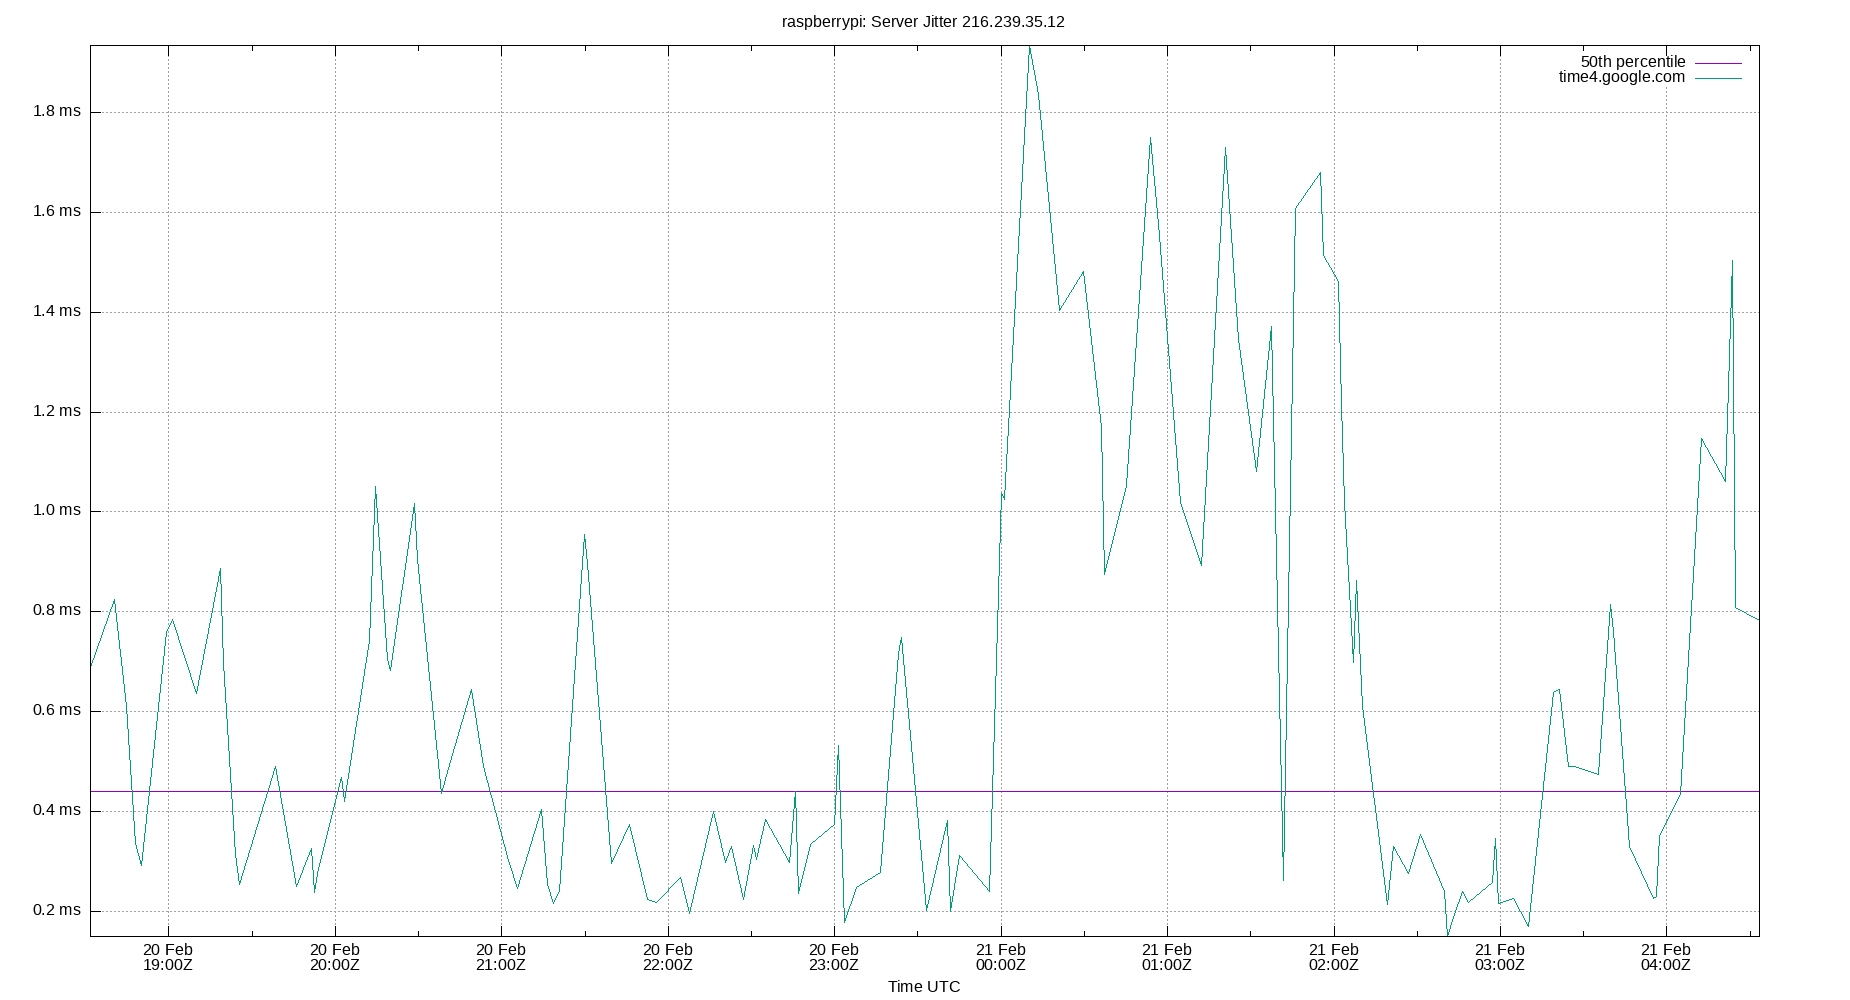 raspberrypi: Server Jitter 216.239.35.12
50th percentile
time4.google.com
1.8 ms
1.6 ms
1.4 ms
1.2 ms
1.0 ms
0.8 ms
0.6 ms
0.4 ms
0.2 ms
20 Feb 20 Feb 20 Feb 20 Feb 20 Feb 21 Feb 21 Feb 21 Feb 21 Feb 21 Feb
19:00Z 20:00Z 21:00Z 22:00Z 23:00Z 00:00Z 01:00Z 02:00Z 03:00Z 04:00Z
Time UTC